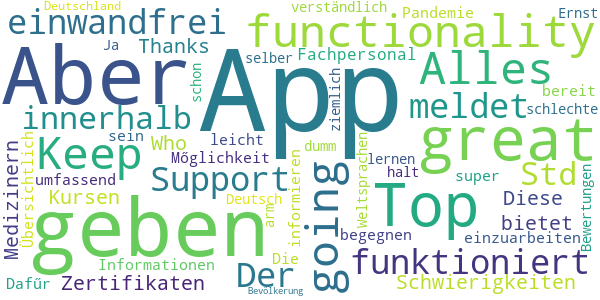 Deutschland verständlich Pandemie Ernst
einwandfrei functionality
Ja Thanks selber Fachpersonal
Aber App Alles
schon ziemlich bereit
innerhalb meldet schlechte
sein Who leicht dumm great
Keep Möglichkeit lernen
Medizinern Übersichtlich umfassend Support halt super Std
Kursen Deutsch informieren Weltsprachen Diese
geben arme going Top bietet Bewertungen
Die begegnen einzuarbeiten
Informationen Der funktioniert
Dafür Zertifikaten Schwierigkeiten
Bevölkerung